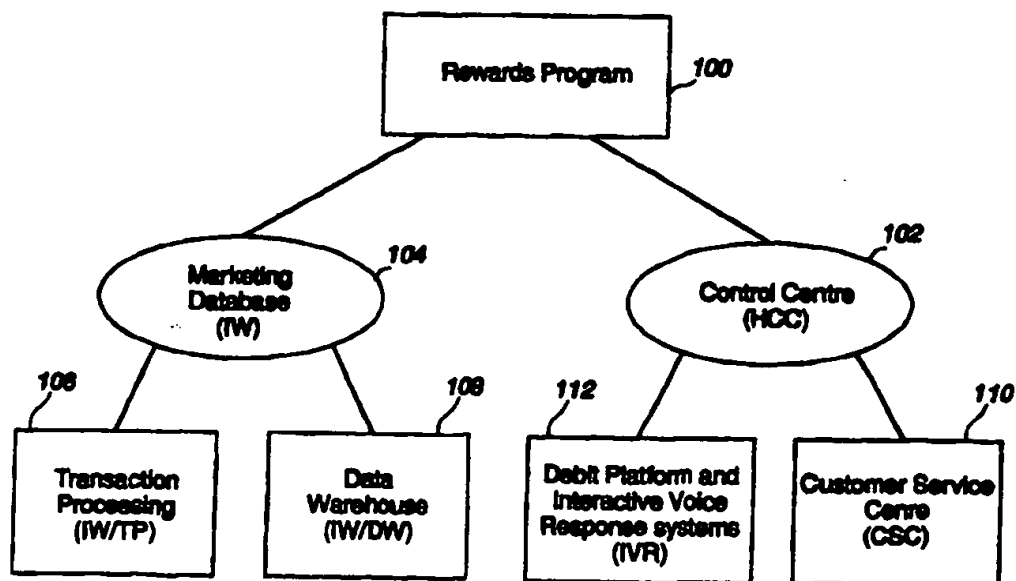 Rewards Program
100
102
104
Marketing
Database
(IW)
Control Centre
(HCC)
106
108
112
110
Transaction
Processing
(IW/TP)
Data
Warehouse
(IW/DW)
Debit Platform and
Interactive Voice
Response systems
(IVR)
Customer Service
Cenre
(CSC)